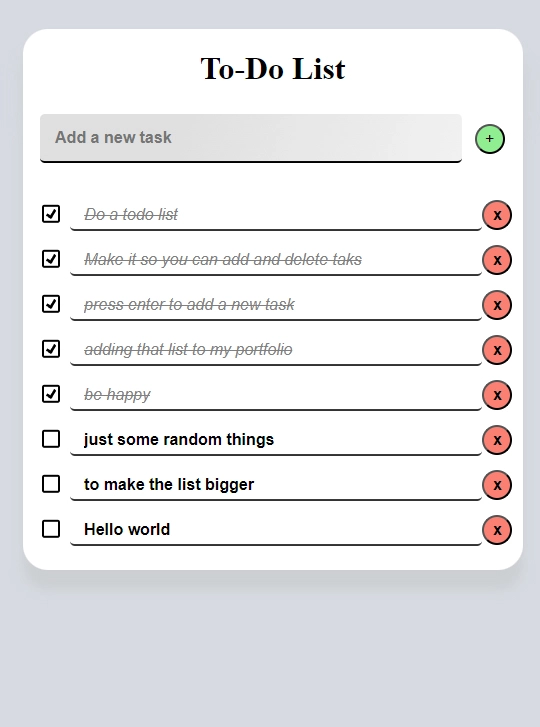 To-Do List
Add a new task
+
Do a todo list
x
Make it so you can add and delete taks
x
press enter to add a new task
x
adding that list to my portfolio
x
be happy
x
just some random things
x
to make the list bigger
x
Hello world
x